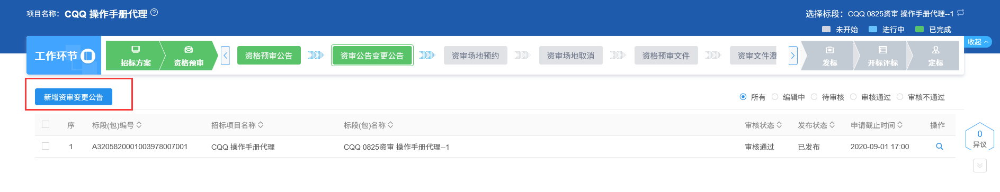 项目名称: CQQ 操作手册代理
选择标段: CQQ 0825资审 操作手册代理--1
未开始 进行中 已完成
工作环节
招标方案
资格预审
资格预审公告
资审公告变更公告
资审场地预约
资审场地取消
资格预审文件
资审文件澄
发标
开标评标
定标
收起
新增资审变更公告
所有 编辑中 待审核 审核通过 审核不通过
序 标段(包)编号 招标项目名称 标段(包)名称 审核状态 发布状态 申请截止时间 操作
1 A3205820001003978007001 CQQ 操作手册代理 CQQ 0825资审 操作手册代理--1 审核通过 已发布 2020-09-01 17:00
0
异议